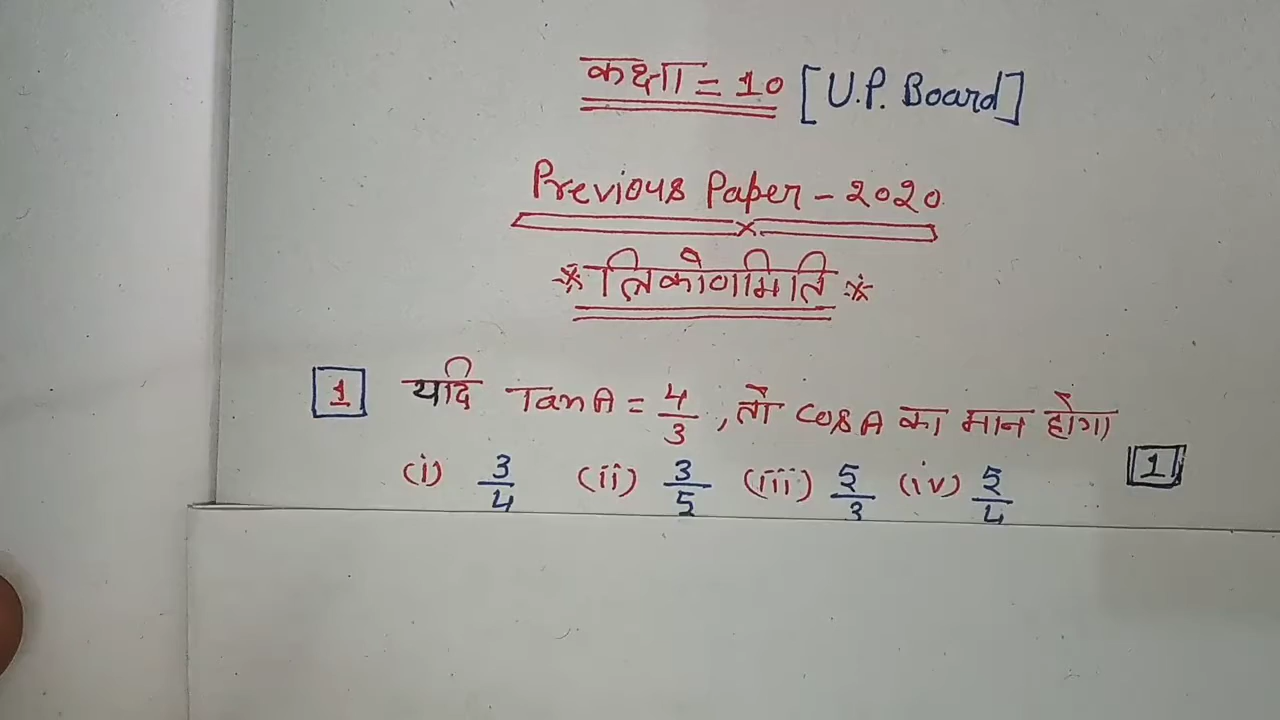 कक्षा = 10 [U.P. Board]
Previous Paper - 2020
* त्रिकोणमिति *
1 यदि TanA = 4/3, तो cosA का मान होगा
(i) 3/4 (ii) 3/5 (iii) 5/3 (iv) 5/4 1